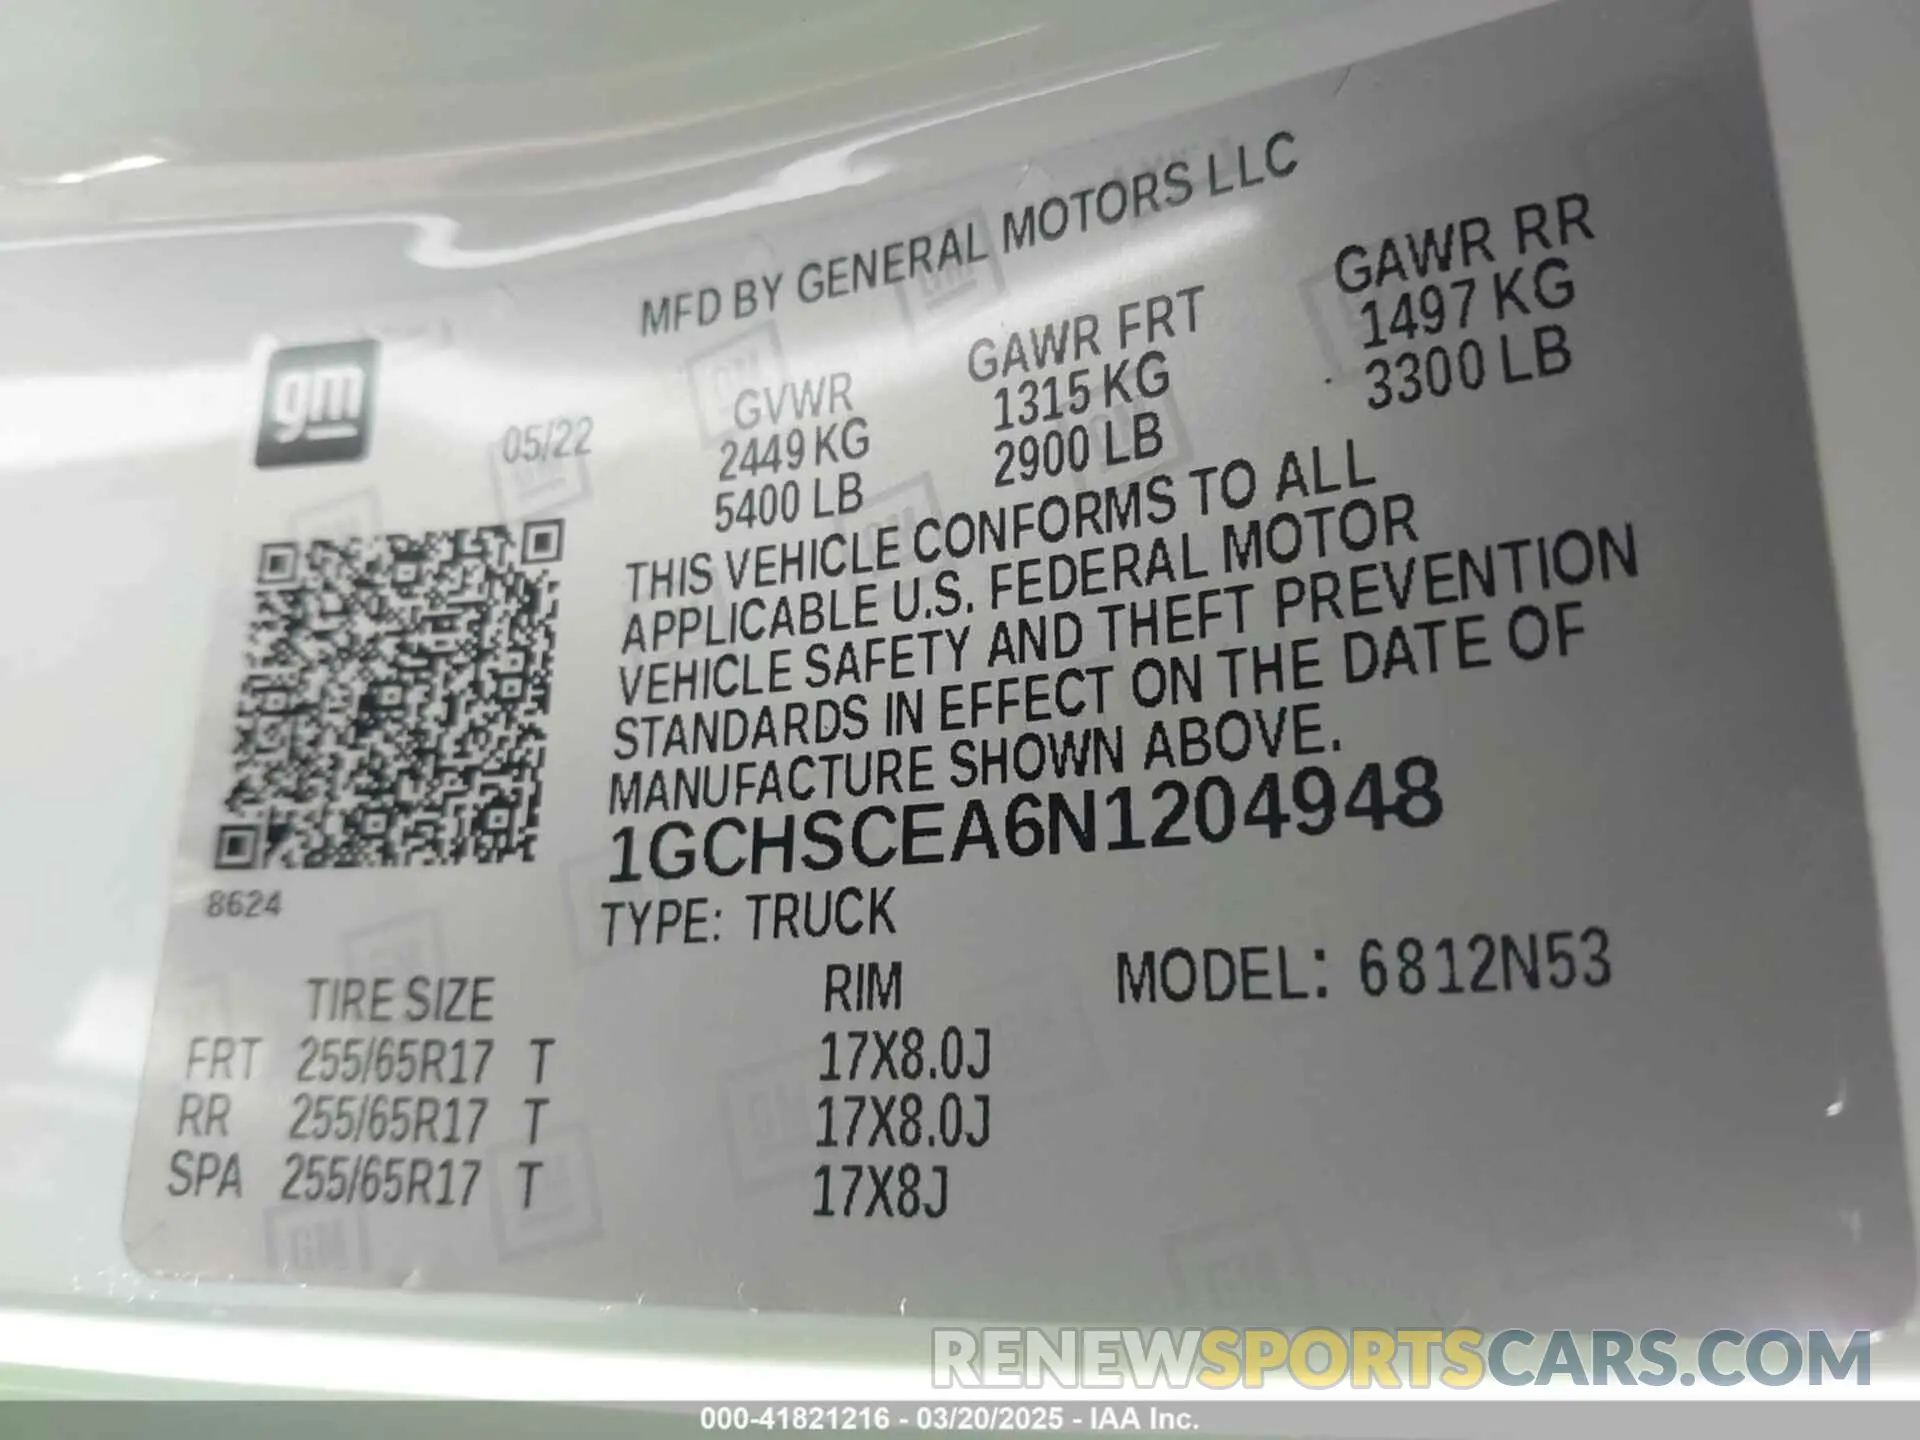 MFD BY GENERAL MOTORS LLC
gm
05/22
GVWR
2449 KG
5400 LB
GAWR FRT
1315 KG
2900 LB
GAWR RR
1497 KG
3300 LB
THIS VEHICLE CONFORMS TO ALL
APPLICABLE U.S. FEDERAL MOTOR
VEHICLE SAFETY AND THEFT PREVENTION
STANDARDS IN EFFECT ON THE DATE OF
MANUFACTURE SHOWN ABOVE.
1GCHSCEA6N1204948
8624
TYPE: TRUCK
TIRE SIZE RIM MODEL: 6812N53
FRT 255/65R17 T 17X8.0J
RR 255/65R17 T 17X8.0J
SPA 255/65R17 T 17X8J
RENEWSPORTSCARS.COM
000-41821216 - 03/20/2025 - IAA Inc.